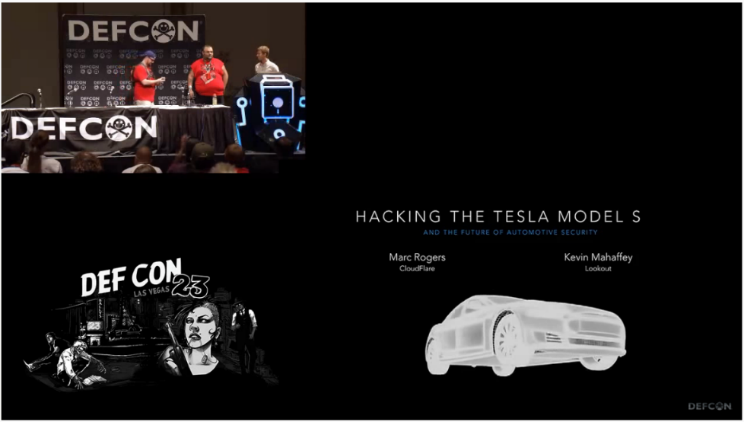 DEFCON
DEFCON
HACKING THE TESLA MODEL S
AND THE FUTURE OF AUTOMOTIVE SECURITY
Marc Rogers
CloudFlare
Kevin Mahaffey
Lookout
DEF CON
LAS VEGAS 23
DEFCON